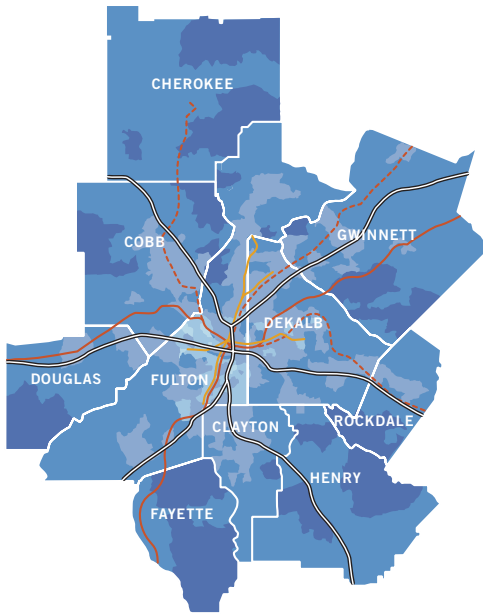 CHEROKEE
COBB
GWINNETT
DEKALB
DOUGLAS
FULTON
ROCKDALE
CLAYTON
HENRY
FAYETTE